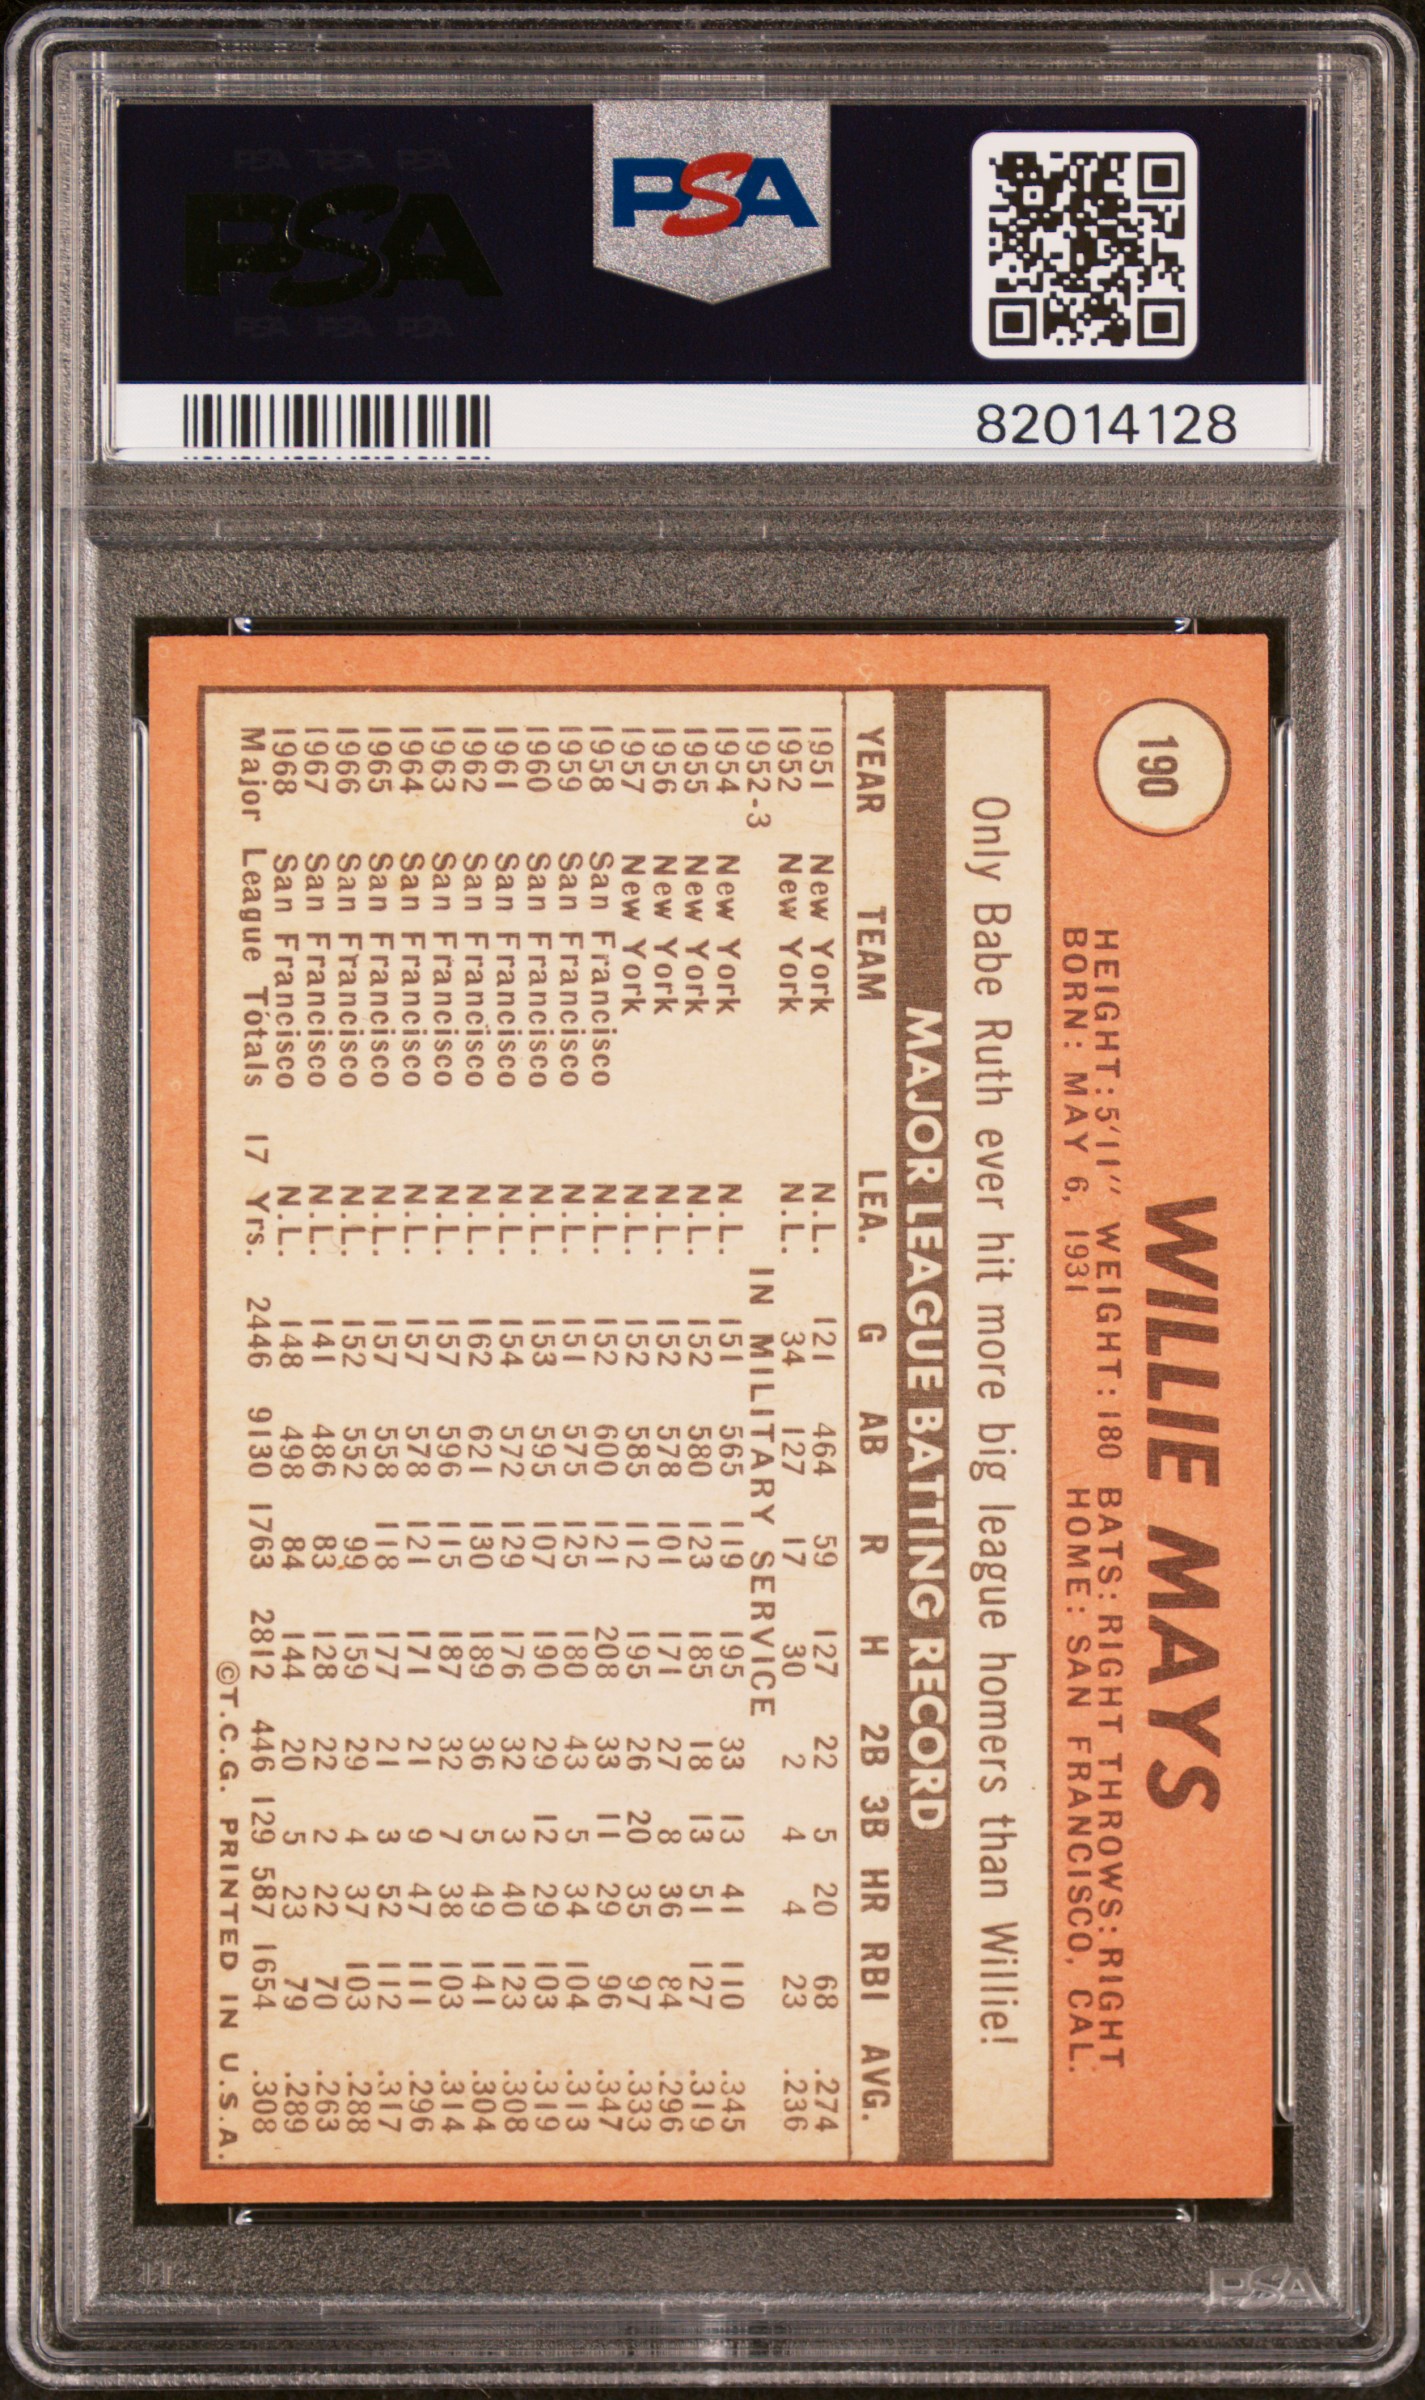 PSA PSA PSA
PSA
PSA PSA PSA
PSA
82014128
190
WILLIE MAYS
HEIGHT: 5'11" WEIGHT: 180 BATS: RIGHT THROWS: RIGHT
BORN: MAY 6, 1931 HOME: SAN FRANCISCO, CAL.
Only Babe Ruth ever hit more big league homers than Willie!
MAJOR LEAGUE BATTING RECORD
YEAR TEAM LEA. G AB R H 2B 3B HR RBI AVG.
1951 New York N.L. 121 464 59 127 22 5 20 68 .274
1952 New York N.L. 34 127 17 30 2 4 4 23 .236
1952-3 IN MILITARY SERVICE
1954 New York N.L. 151 565 119 195 33 13 41 110 .345
1955 New York N.L. 152 580 123 185 18 13 51 127 .319
1956 New York N.L. 152 578 101 171 27 8 36 84 .296
1957 New York N.L. 152 585 112 195 26 20 35 97 .333
1958 San Francisco N.L. 152 600 121 208 33 11 29 96 .347
1959 San Francisco N.L. 151 575 125 180 43 5 34 104 .313
1960 San Francisco N.L. 153 595 107 190 29 12 29 103 .319
1961 San Francisco N.L. 154 572 129 176 32 3 40 123 .308
1962 San Francisco N.L. 162 621 130 189 36 5 49 141 .304
1963 San Francisco N.L. 157 596 115 187 32 7 38 103 .314
1964 San Francisco N.L. 157 578 121 171 21 9 47 111 .296
1965 San Francisco N.L. 157 558 118 177 21 3 52 112 .317
1966 San Francisco N.L. 152 552 99 159 29 4 37 103 .288
1967 San Francisco N.L. 141 486 83 128 22 2 22 70 .263
1968 San Francisco N.L. 148 498 84 144 20 5 23 79 .289
Major League Totals 17 Yrs. 2446 9130 1763 2812 446 129 587 1654 .308
©T.C.G. PRINTED IN U.S.A.
PSA